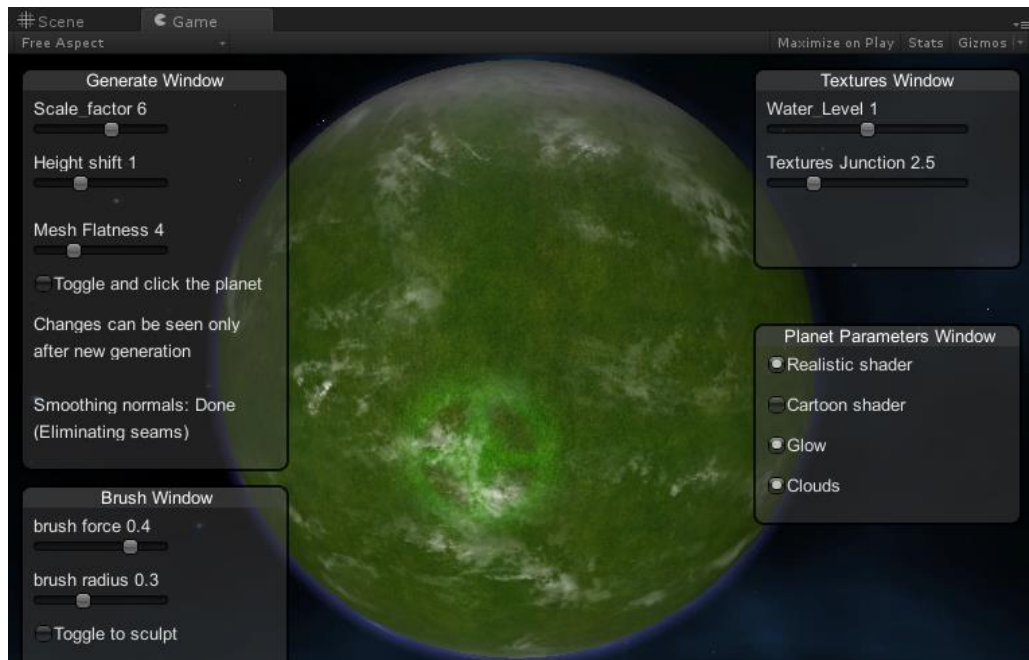 Scene
Game
Free Aspect
Maximize on Play Stats Gizmos
Generate Window
Scale_factor 6
Height shift 1
Mesh Flatness 4
Toggle and click the planet
Changes can be seen only
after new generation
Smoothing normals: Done
(Eliminating seams)
Brush Window
brush force 0.4
brush radius 0.3
Toggle to sculpt
Textures Window
Water_Level 1
Textures Junction 2.5
Planet Parameters Window
Realistic shader
Cartoon shader
Glow
Clouds